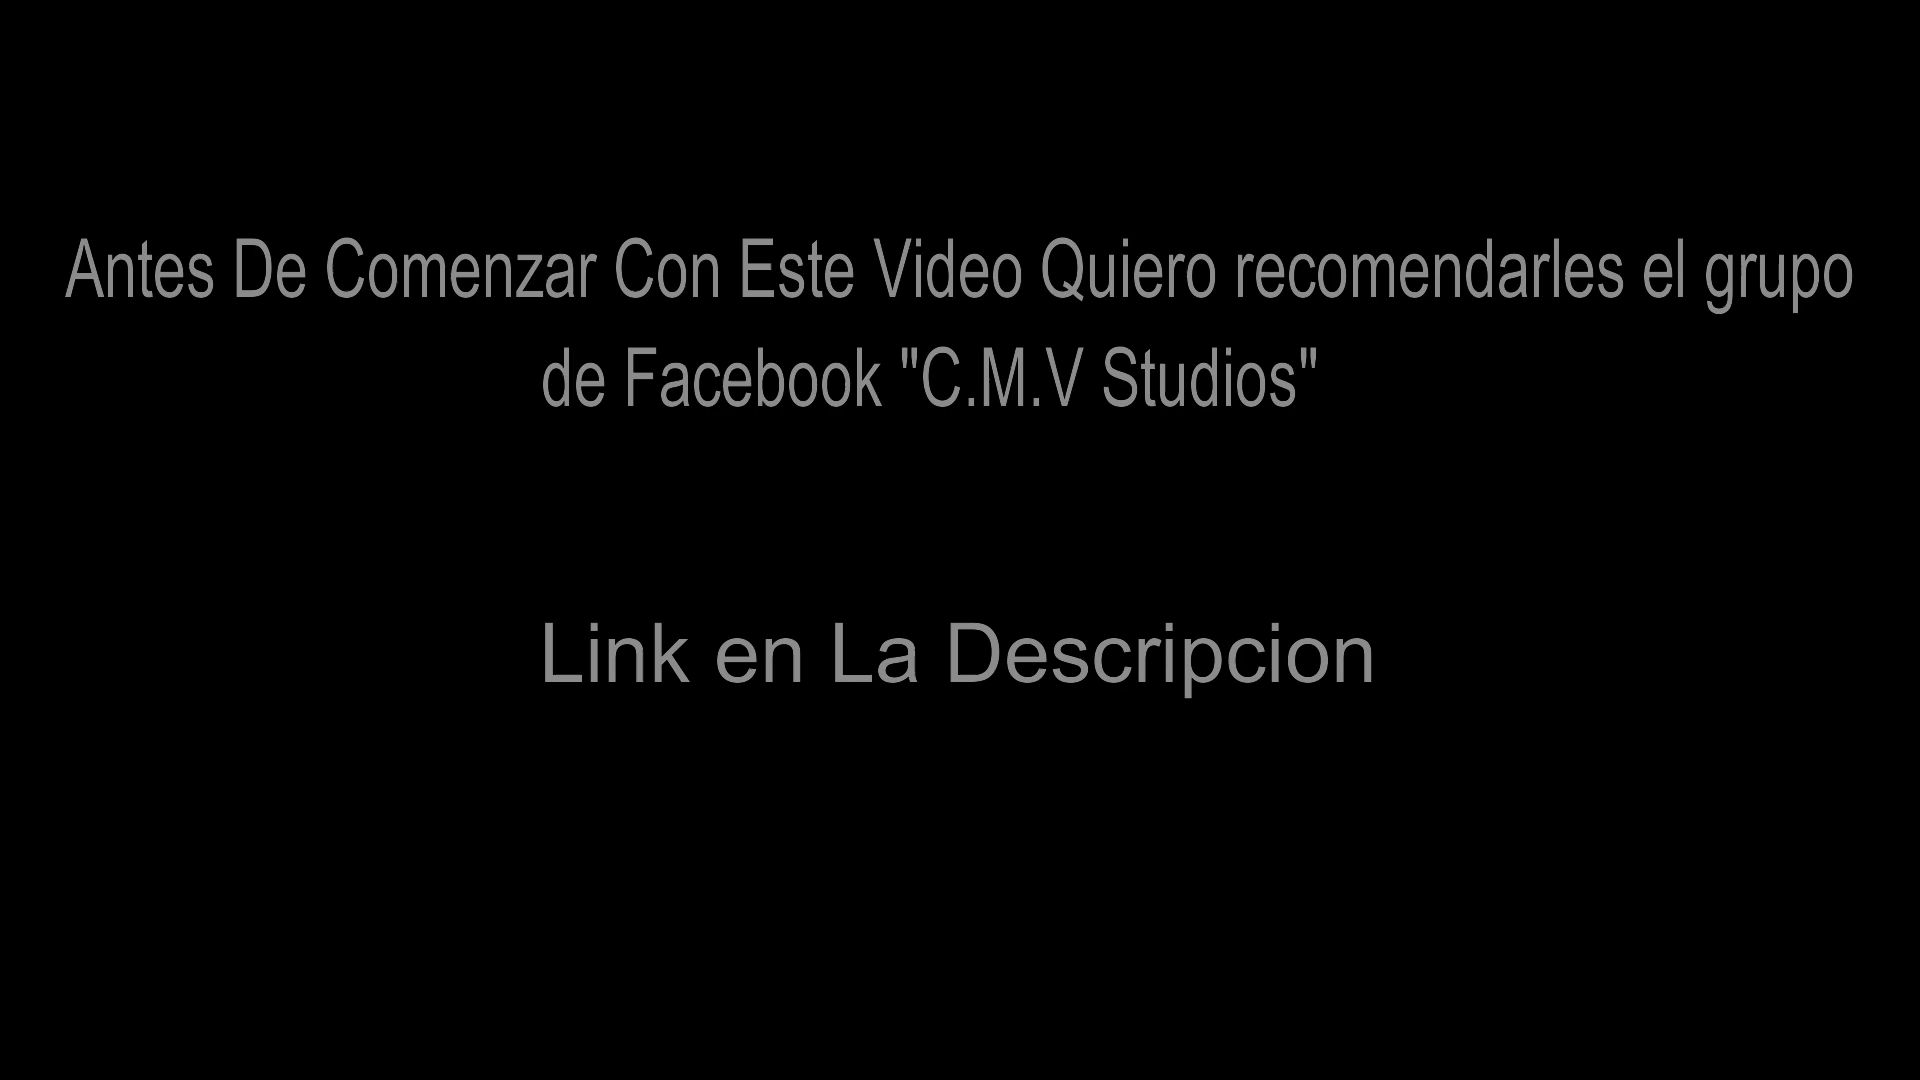 Antes De Comenzar Con Este Video Quiero recomendarles el grupo
de Facebook "C.M.V Studios"
Link en La Descripcion